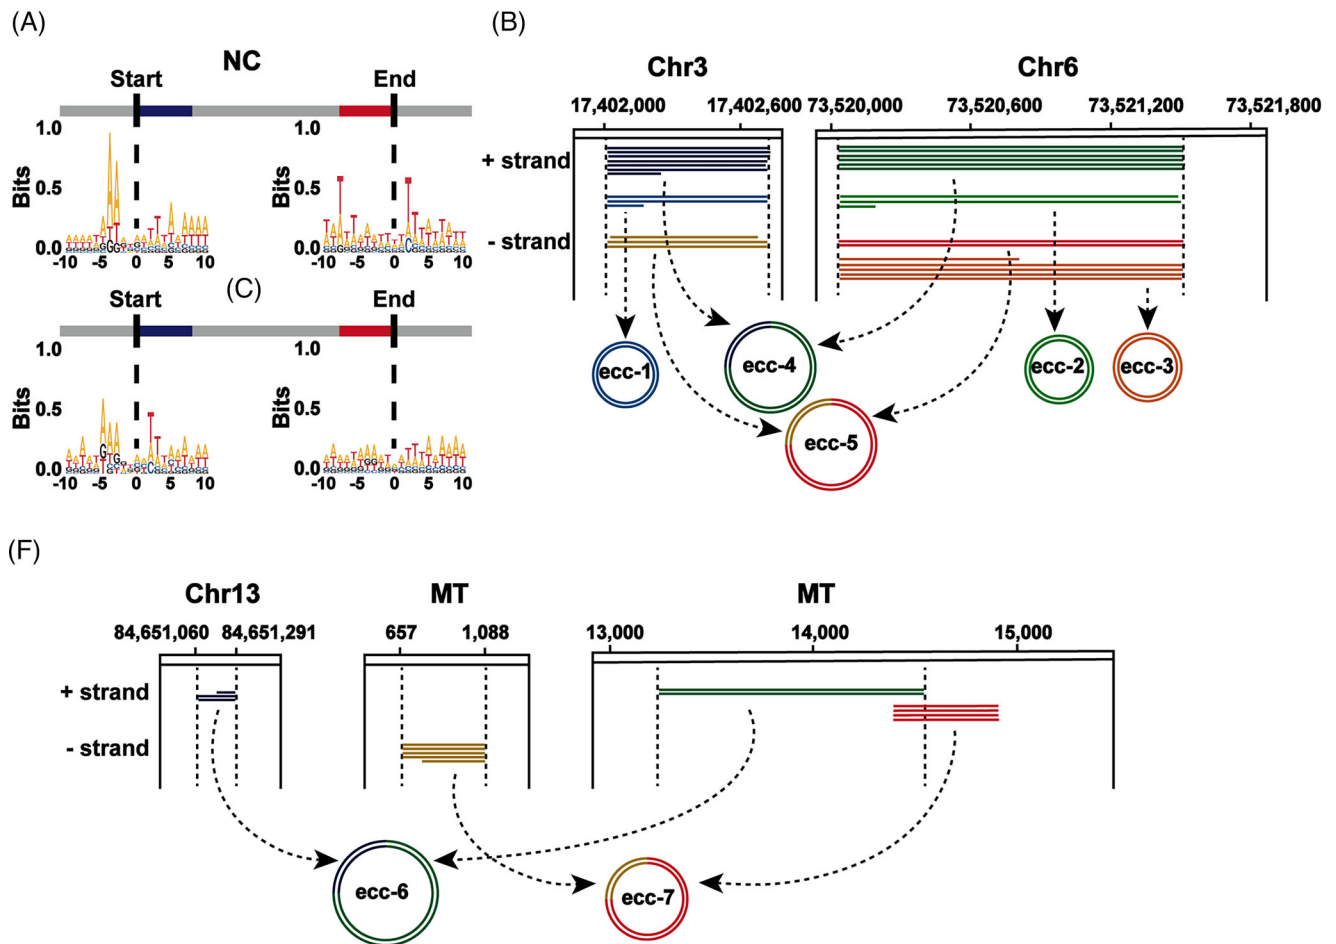 (A)
NC
Start End
1.0 1.0
Bits Bits
0.5 0.5
0.0 0.0
-10 -5 0 5 10 -10 -5 0 5 10
(C)
Start End
1.0 1.0
Bits Bits
0.5 0.5
0.0 0.0
-10 -5 0 5 10 -10 -5 0 5 10
(B)
Chr3 Chr6
17,402,000 17,402,600 73,520,000 73,520,600 73,521,200 73,521,800
+ strand
- strand
ecc-1 ecc-4 ecc-2 ecc-3
ecc-5
(F)
Chr13 MT MT
84,651,060 84,651,291 657 1,088 13,000 14,000 15,000
+ strand
- strand
ecc-6 ecc-7